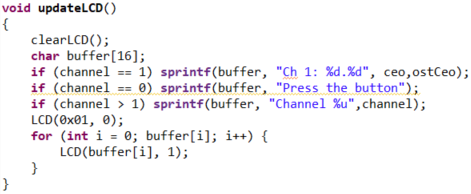 void updateLCD()
{
    clearLCD();
    char buffer[16];
    if (channel == 1) sprintf(buffer, "Ch 1: %d.%d", ceo,ostCeo);
    if (channel == 0) sprintf(buffer, "Press the button");
    if (channel > 1) sprintf(buffer, "Channel %u",channel);
    LCD(0x01, 0);
    for (int i = 0; buffer[i]; i++) {
        LCD(buffer[i], 1);
    }
}